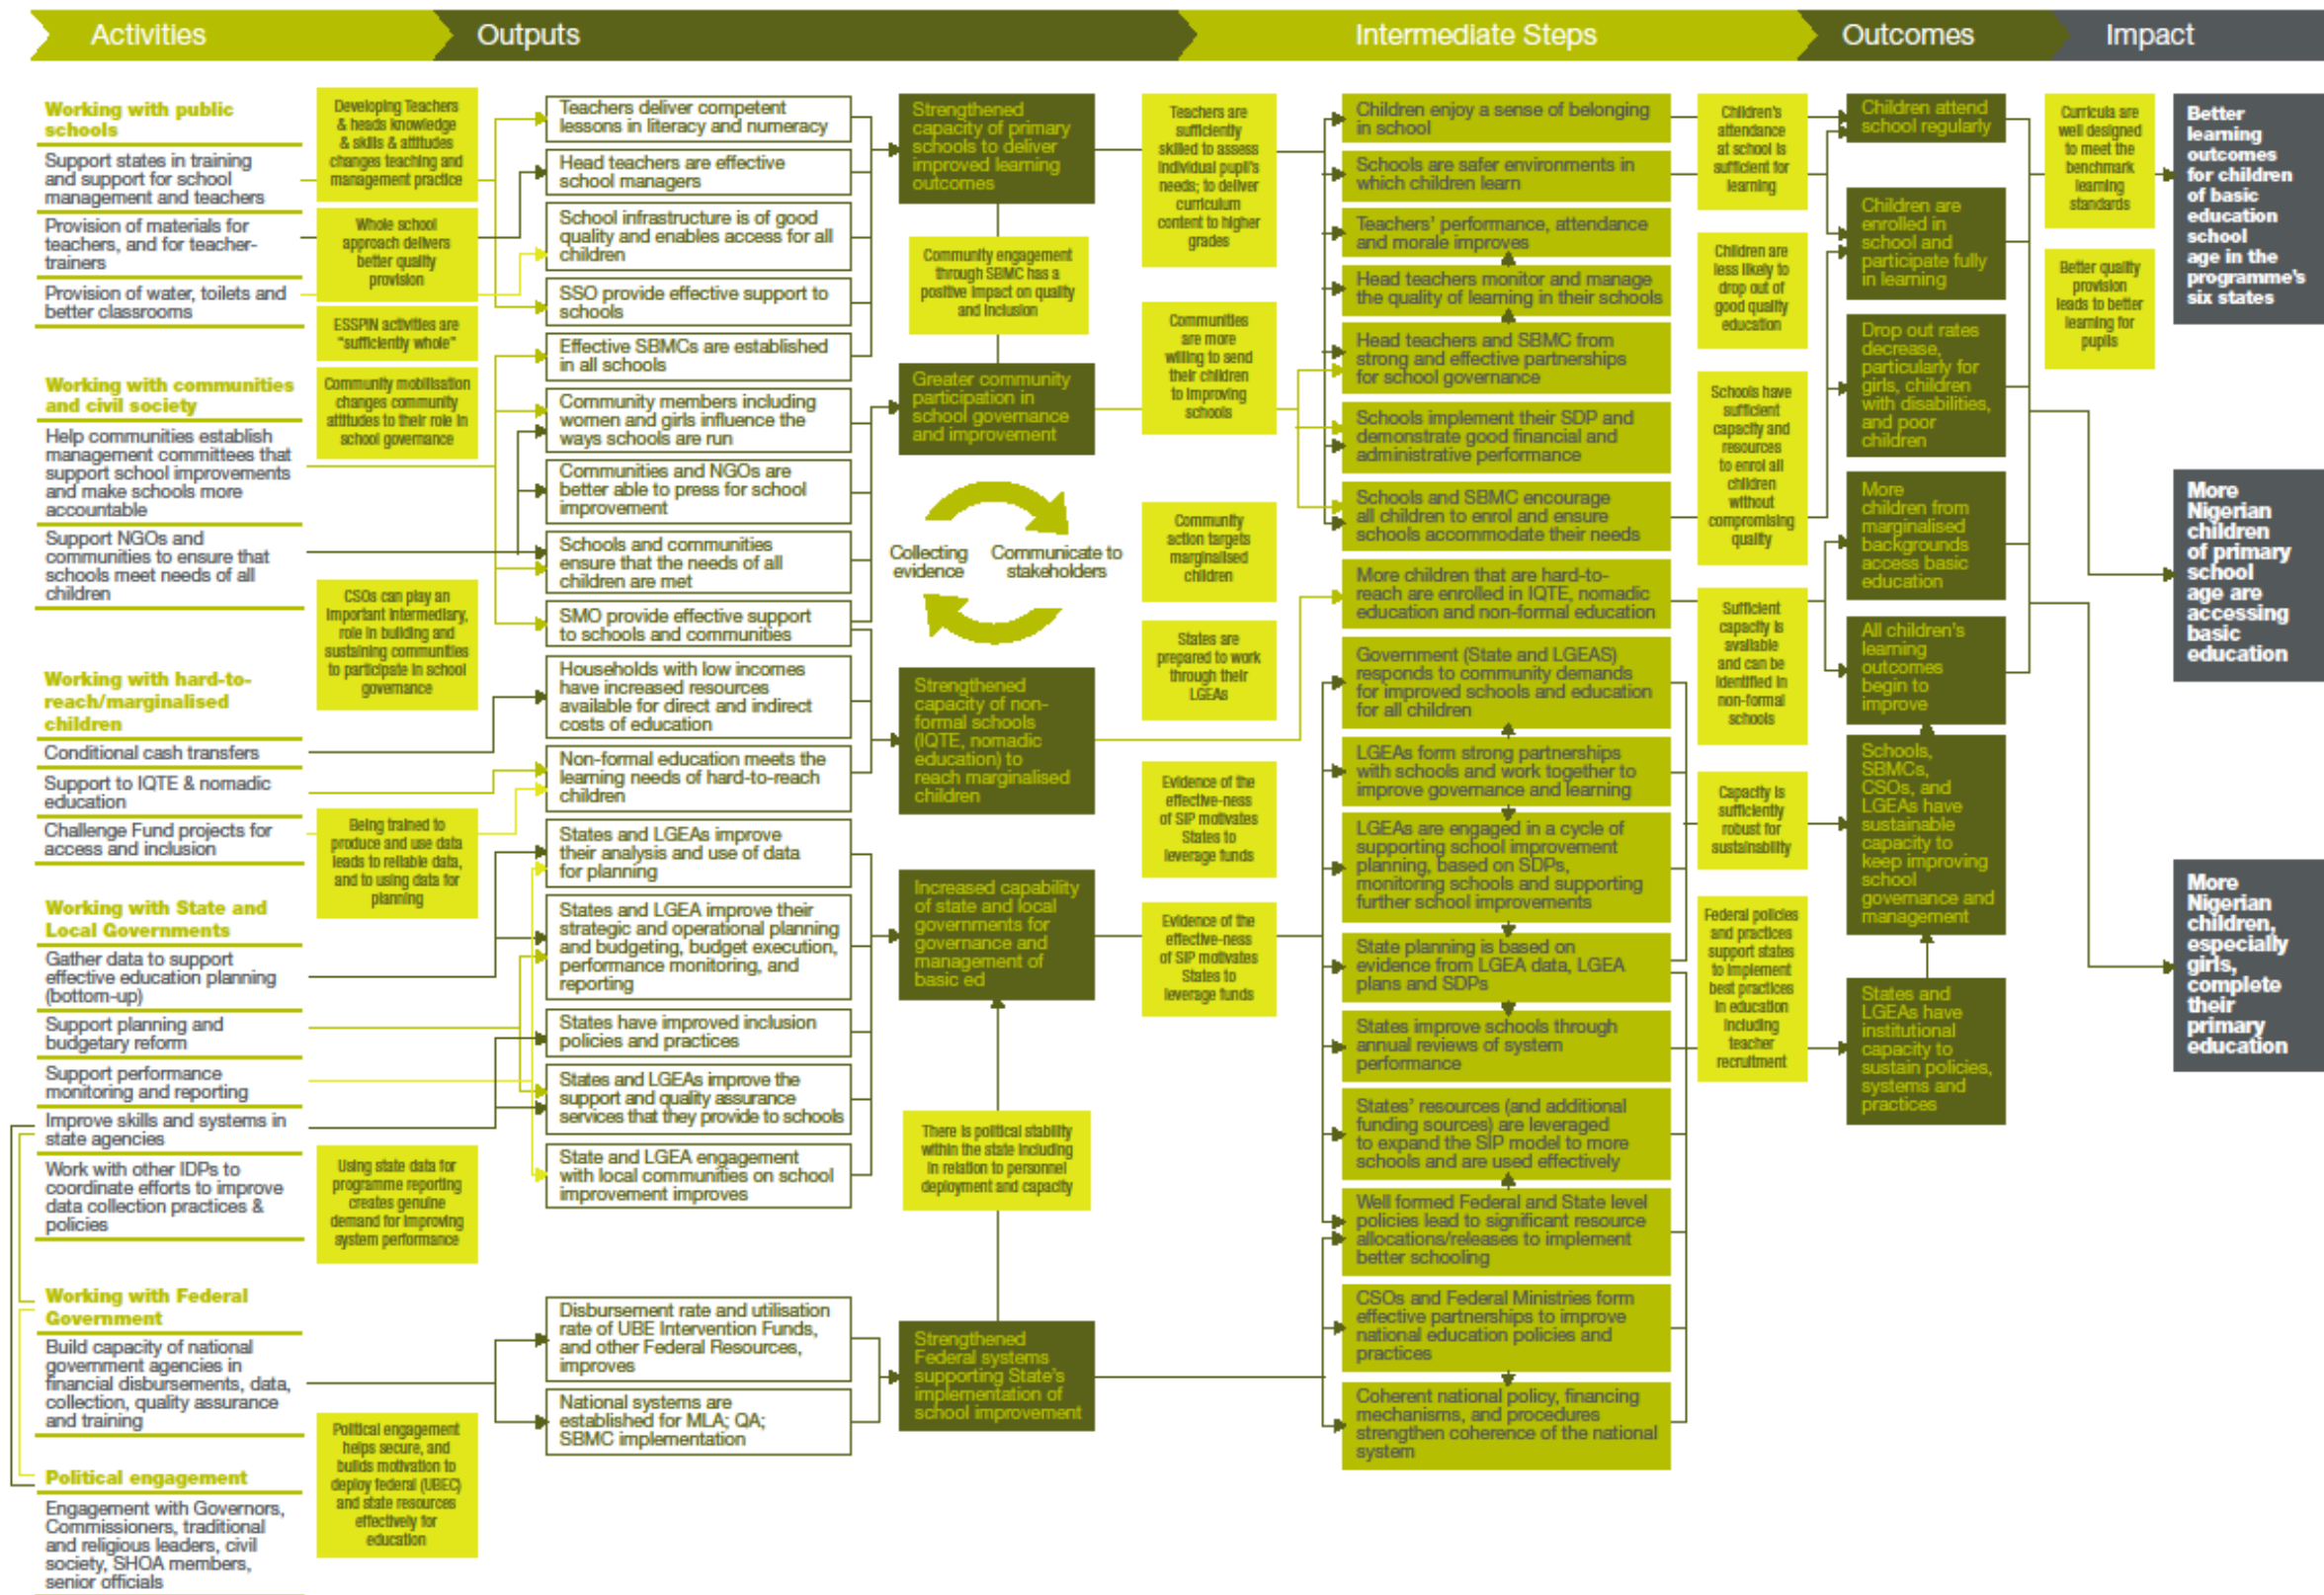 Activities
Outputs
Intermediate Steps
Outcomes
Impact
Working with public
schools
Support states in training
and support for school
management and teachers
Provision of materials for
teachers, and for teacher-
trainers
Provision of water, toilets and
better classrooms
Working with communities
and civil society
Help communities establish
management committees that
support school improvements
and make schools more
accountable
Support NGOs and
communities to ensure that
schools meet needs of all
children
Working with hard-to-
reach/marginalised
children
Conditional cash transfers
Support to IQTE & nomadic
education
Challenge Fund projects for
access and inclusion
Working with State and
Local Governments
Gather data to support
effective education planning
(bottom-up)
Support planning and
budgetary reform
Support performance
monitoring and reporting
Improve skills and systems in
state agencies
Work with other IDPs to
coordinate efforts to improve
data collection practices &
policies
Working with Federal
Government
Build capacity of national
government agencies in
financial disbursements, data,
collection, quality assurance
and training
Political engagement
Engagement with Governors,
Commissioners, traditional
and religious leaders, civil
society, SHOA members,
senior officials
Developing Teachers
& heads knowledge
& skills & attitudes
changes teaching and
management practice
Whole school
approach delivers
better quality
provision
ESSPIN activities are
"sufficiently whole"
Community mobilisation
changes community
attitudes to their role in
school governance
CSOs can play an
important intermediary,
role in building and
sustaining communities
to participate in school
governance
Being trained to
produce and use data
leads to reliable data,
and to using data for
planning
Using state data for
programme reporting
creates genuine
demand for improving
system performance
Political engagement
helps secure, and
builds motivation to
deploy federal (UBEC)
and state resources
effectively for
education
Teachers deliver competent
lessons in literacy and numeracy
Head teachers are effective
school managers
School infrastructure is of good
quality and enables access for all
children
SSO provide effective support to
schools
Effective SBMCs are established
in all schools
Community members including
women and girls influence the
ways schools are run
Communities and NGOs are
better able to press for school
improvement
Schools and communities
ensure that the needs of all
children are met
SMO provide effective support
to schools and communities
Households with low incomes
have increased resources
available for direct and indirect
costs of education
Non-formal education meets the
learning needs of hard-to-reach
children
States and LGEAs improve
their analysis and use of data
for planning
States and LGEA improve their
strategic and operational planning
and budgeting, budget execution,
performance monitoring, and
reporting
States have improved inclusion
policies and practices
States and LGEAs improve the
support and quality assurance
services that they provide to schools
State and LGEA engagement
with local communities on school
improvement improves
Disbursement rate and utilisation
rate of UBE Intervention Funds,
and other Federal Resources,
improves
National systems are
established for MLA; QA;
SBMC implementation
Strengthened
capacity of primary
schools to deliver
improved learning
outcomes
Community engagement
through SBMC has a
positive impact on quality
and inclusion
Greater community
participation in
school governance
and improvement
Collecting
evidence
Communicate to
stakeholders
Strengthened
capacity of non-
formal schools
(IQTE, nomadic
education) to
reach marginalised
children
Increased capability
of state and local
governments for
governance and
management of
basic ed
There is political stability
within the state including
in relation to personnel
deployment and capacity
Strengthened
Federal systems
supporting State's
implementation of
school improvement
Teachers are
sufficiently
skilled to assess
individual pupil's
needs; to deliver
curriculum
content to higher
grades
Communities
are more
willing to send
their children
to improving
schools
Community
action targets
marginalised
children
States are
prepared to work
through their
LGEAs
Evidence of the
effective-ness
of SIP motivates
States to
leverage funds
Evidence of the
effective-ness
of SIP motivates
States to
leverage funds
Children enjoy a sense of belonging
in school
Schools are safer environments in
which children learn
Teachers' performance, attendance
and morale improves
Head teachers monitor and manage
the quality of learning in their schools
Head teachers and SBMC from
strong and effective partnerships
for school governance
Schools implement their SDP and
demonstrate good financial and
administrative performance
Schools and SBMC encourage
all children to enrol and ensure
schools accommodate their needs
More children that are hard-to-
reach are enrolled in IQTE, nomadic
education and non-formal education
Government (State and LGEAS)
responds to community demands
for improved schools and education
for all children
LGEAs form strong partnerships
with schools and work together to
improve governance and learning
LGEAs are engaged in a cycle of
supporting school improvement
planning, based on SDPs,
monitoring schools and supporting
further school improvements
State planning is based on
evidence from LGEA data, LGEA
plans and SDPs
States improve schools through
annual reviews of system
performance
States' resources (and additional
funding sources) are leveraged
to expand the SIP model to more
schools and are used effectively
Well formed Federal and State level
policies lead to significant resource
allocations/releases to implement
better schooling
CSOs and Federal Ministries form
effective partnerships to improve
national education policies and
practices
Coherent national policy, financing
mechanisms, and procedures
strengthen coherence of the national
system
Children's
attendance
at school is
sufficient for
learning
Children are
less likely to
drop out of
good quality
education
Schools have
sufficient
capacity and
resources
to enrol all
children
without
compromising
quality
Sufficient
capacity is
available
and can be
identified in
non-formal
schools
Capacity is
sufficiently
robust for
sustainability
Federal policies
and practices
support states
to implement
best practices
in education
including
teacher
recruitment
Children attend
school regularly
Children are
enrolled in
school and
participate fully
in learning
Drop out rates
decrease,
particularly for
girls, children
with disabilities,
and poor
children
More
children from
marginalised
backgrounds
access basic
education
All children's
learning
outcomes
begin to
improve
Schools,
SBMCs,
CSOs, and
LGEAs have
sustainable
capacity to
keep improving
school
governance and
management
States and
LGEAs have
institutional
capacity to
sustain policies,
systems and
practices
Curricula are
well designed
to meet the
benchmark
learning
standards
Better quality
provision
leads to better
learning for
pupils
Better
learning
outcomes
for children
of basic
education
school
age in the
programme's
six states
More
Nigerian
children
of primary
school
age are
accessing
basic
education
More
Nigerian
children,
especially
girls,
complete
their
primary
education